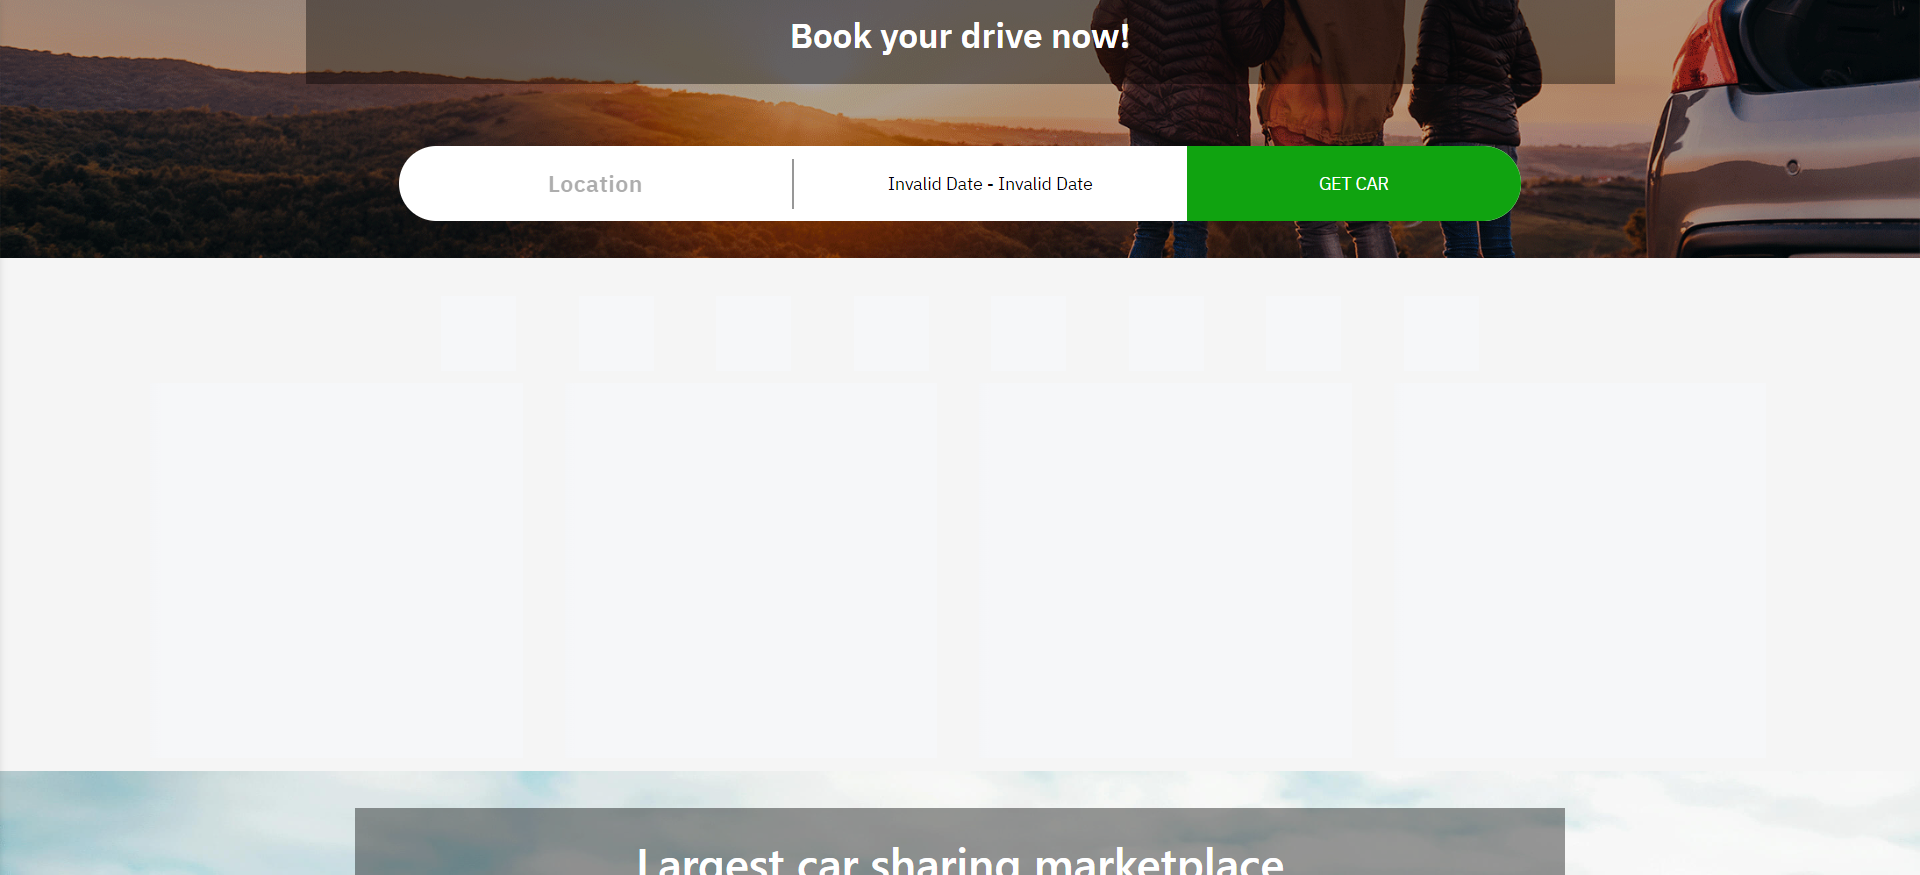 Book your drive now!
Location
Invalid Date - Invalid Date
GET CAR
Largest car sharing marketplace